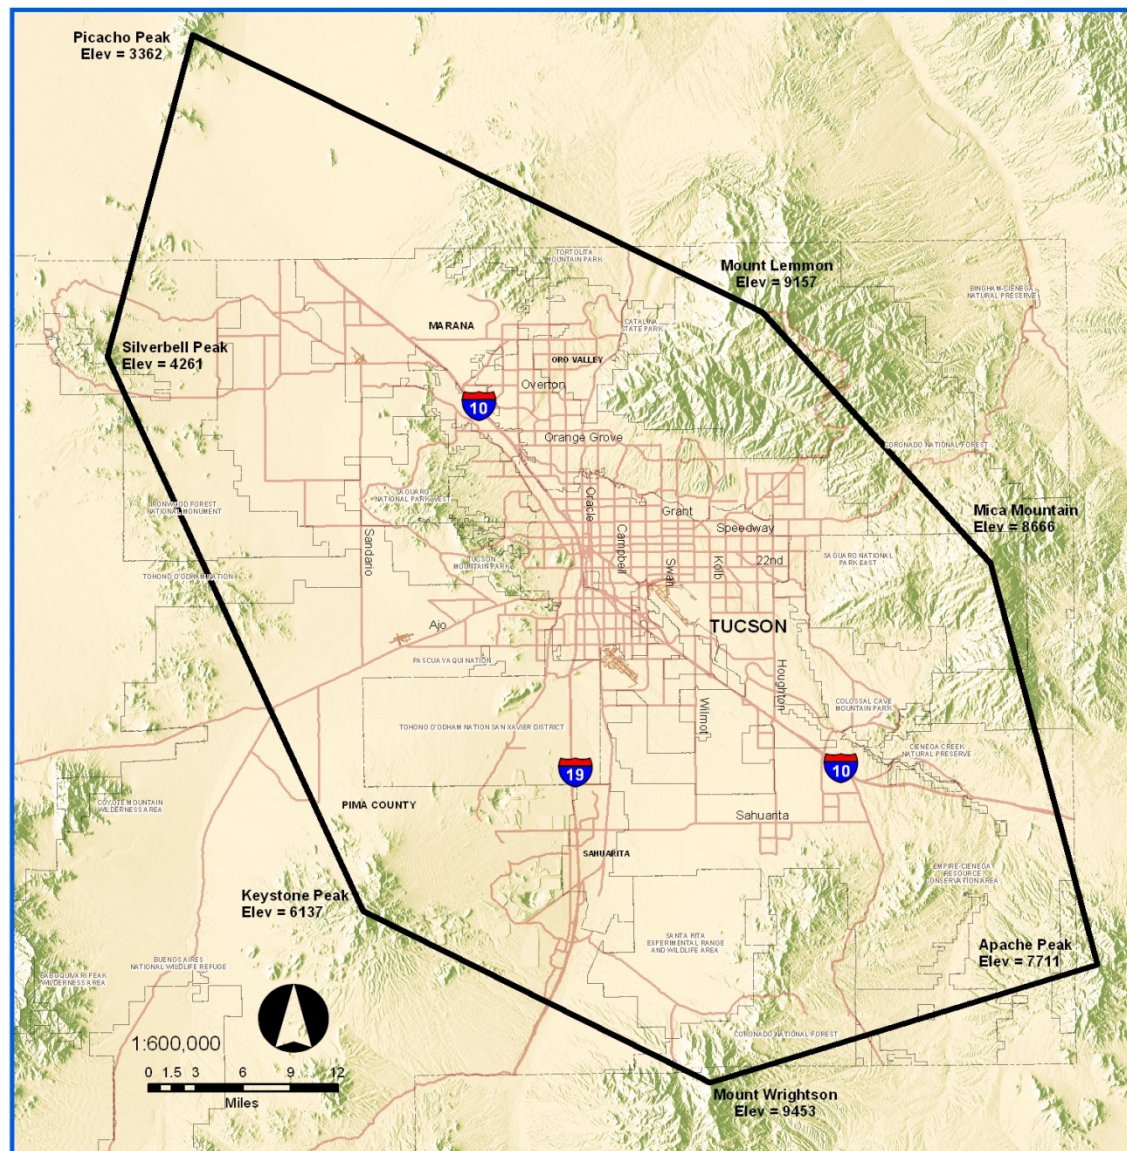 Picacho Peak
Elev = 3362
Mount Lemmon
Elev = 9157
TORTOLITA
MOUNTAIN PARK
BINGHAM-CIENEGA
NATURAL PRESERVE
MARANA
CATALINA
STATE PARK
Silverbell Peak
Elev = 4261
ORO VALLEY
Overton
10
Orange Grove
CORONADO NATIONAL FOREST
SAGUARO
NATIONAL PARK WEST
IRONWOOD FOREST
NATIONAL MONUMENT
Oracle
Grant
Mica Mountain
Elev = 8666
Speedway
Sandario
Campbell
Swan
Kolb
22nd
SAGUARO NATIONAL
PARK EAST
TUCSON
MOUNTAIN PARK
TOHONO O'ODHAM NATION
Ajo
TUCSON
PASCUA YAQUI NATION
Houghton
Wilmot
COLOSSAL CAVE
MOUNTAIN PARK
TOHONO O'ODHAM NATION SAN XAVIER DISTRICT
CIENEGA CREEK
NATURAL PRESERVE
19
10
COYOTE MOUNTAIN
WILDERNESS AREA
PIMA COUNTY
Sahuarita
SAHUARITA
EMPIRE-CIENEGA
RESOURCE
CONSERVATION AREA
Keystone Peak
Elev = 6137
SANTA RITA
EXPERIMENTAL RANGE
AND WILDLIFE AREA
Apache Peak
Elev = 7711
BUENOS AIRES
NATIONAL WILDLIFE REFUGE
BABOQUIVARI PEAK
WILDERNESS AREA
CORONADO NATIONAL FOREST
1:600,000
0 1.5 3 6 9 12
Miles
Mount Wrightson
Elev = 9453